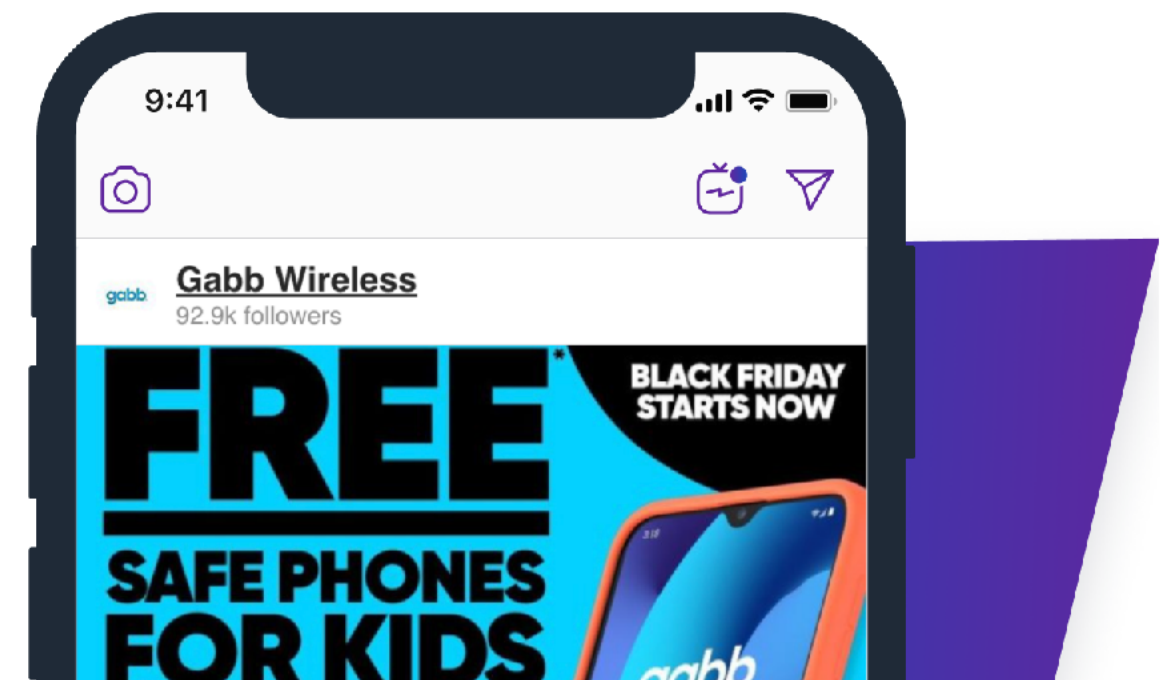 9:41
gabb
Gabb Wireless
92.9k followers
FREE*
BLACK FRIDAY
STARTS NOW
SAFE PHONES
FOR KIDS
gabb